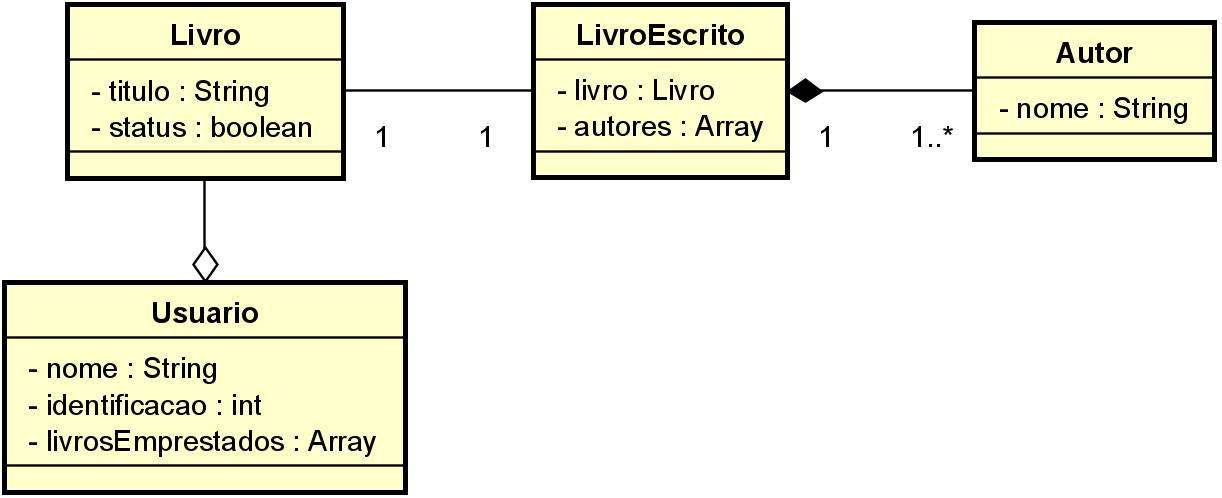 Livro
- titulo : String
- status : boolean
1
1
LivroEscrito
- livro : Livro
- autores : Array
1
1..*
Autor
- nome : String
Usuario
- nome : String
- identificacao : int
- livrosEmprestados : Array